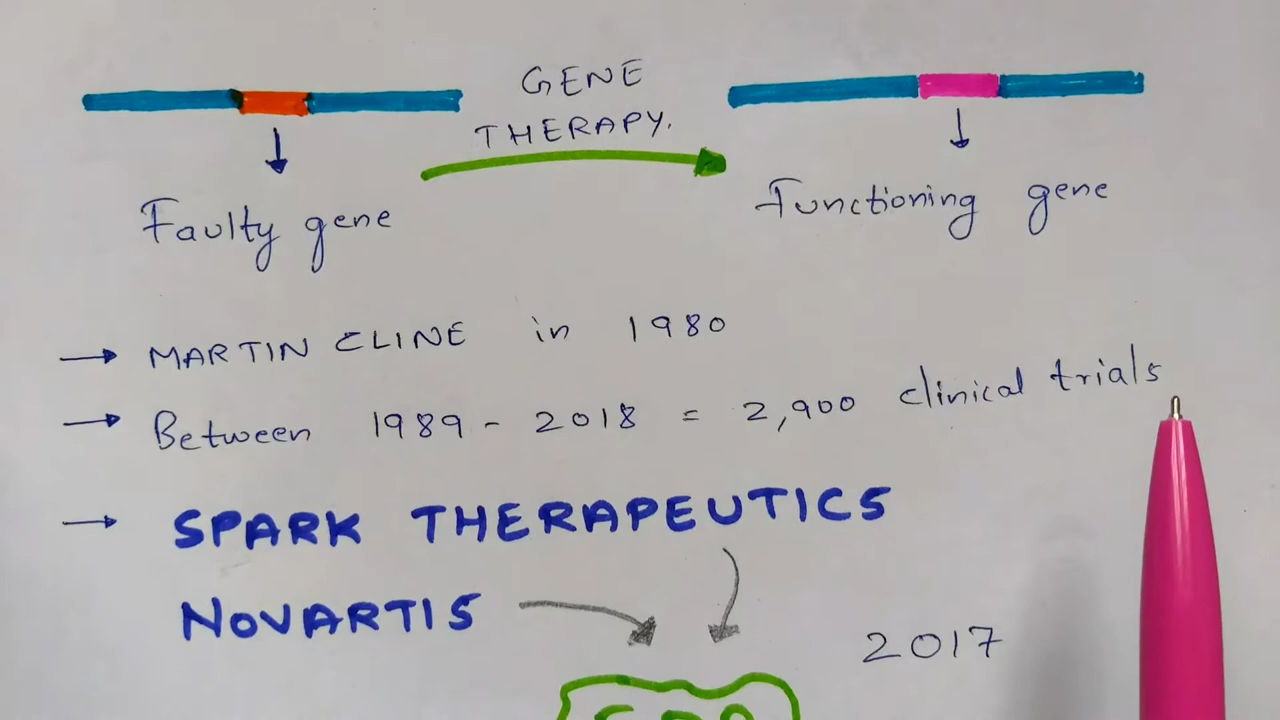 GENE
THERAPY.
Faulty gene
Functioning gene
→ MARTIN CLINE in 1980
→ Between 1989 - 2018 = 2,900 clinical trials
→ SPARK THERAPEUTICS
NOVARTIS
2017